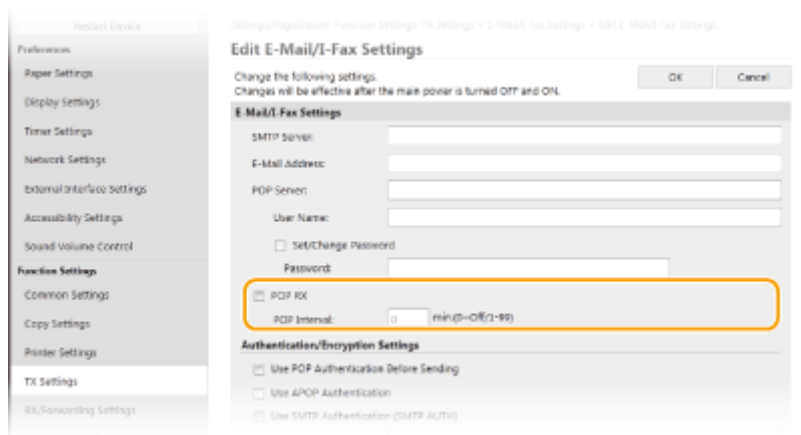 Restart Device
Preferences
Paper Settings
Display Settings
Timer Settings
Network Settings
External Interface Settings
Accessibility Settings
Sound Volume Control
Function Settings
Common Settings
Copy Settings
Printer Settings
TX Settings
RX/Forwarding Settings
Settings/Registration: Function Settings: TX Settings > E-Mail/I-Fax Settings > Edit E-Mail/I-Fax Settings
Edit E-Mail/I-Fax Settings
Change the following settings.
Changes will be effective after the main power is turned OFF and ON.
OK Cancel
E-Mail/I-Fax Settings
SMTP Server:
E-Mail Address:
POP Server:
User Name:
Set/Change Password
Password:
POP RX
POP Interval: 0 min.(0=Off/1-99)
Authentication/Encryption Settings
Use POP Authentication Before Sending
Use APOP Authentication
Use SMTP Authentication (SMTP AUTH)